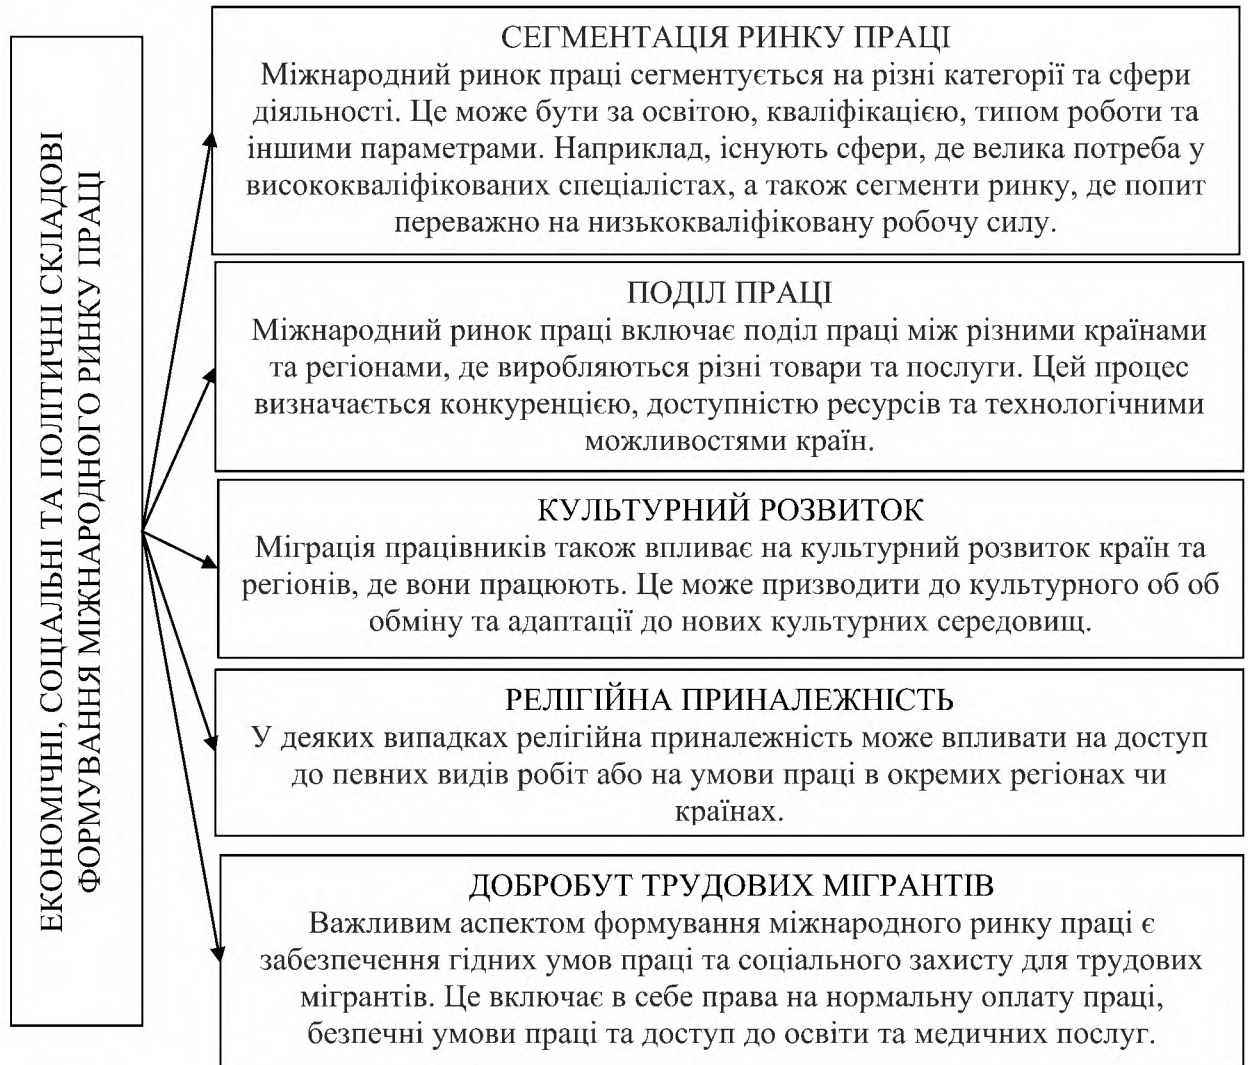 ЕКОНОМІЧНІ, СОЦІАЛЬНІ ТА ПОЛІТИЧНІ СКЛАДОВІ
ФОРМУВАННЯ МІЖНАРОДНОГО РИНКУ ПРАЦІ
СЕГМЕНТАЦІЯ РИНКУ ПРАЦІ
Міжнародний ринок праці сегментується на різні категорії та сфери
діяльності. Це може бути за освітою, кваліфікацією, типом роботи та
іншими параметрами. Наприклад, існують сфери, де велика потреба у
висококваліфікованих спеціалістах, а також сегменти ринку, де попит
переважно на низькокваліфіковану робочу силу.
ПОДІЛ ПРАЦІ
Міжнародний ринок праці включає поділ праці між різними країнами
та регіонами, де виробляються різні товари та послуги. Цей процес
визначається конкуренцією, доступністю ресурсів та технологічними
можливостями країн.
КУЛЬТУРНИЙ РОЗВИТОК
Міграція працівників також впливає на культурний розвиток країн та
регіонів, де вони працюють. Це може призводити до культурного об об
обміну та адаптації до нових культурних середовищ.
РЕЛІГІЙНА ПРИНАЛЕЖНІСТЬ
У деяких випадках релігійна приналежність може впливати на доступ
до певних видів робіт або на умови праці в окремих регіонах чи
країнах.
ДОБРОБУТ ТРУДОВИХ МІГРАНТІВ
Важливим аспектом формування міжнародного ринку праці є
забезпечення гідних умов праці та соціального захисту для трудових
мігрантів. Це включає в себе права на нормальну оплату праці,
безпечні умови праці та доступ до освіти та медичних послуг.